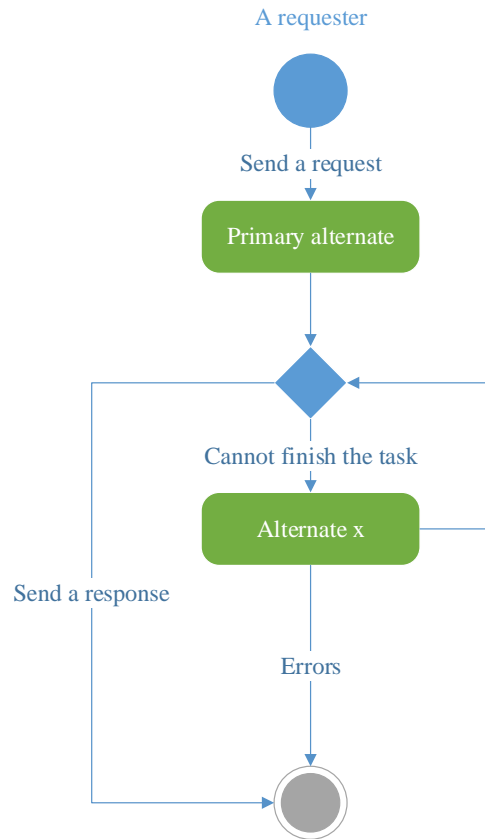 A requester
Send a request
Primary alternate
Cannot finish the task
Alternate x
Send a response
Errors